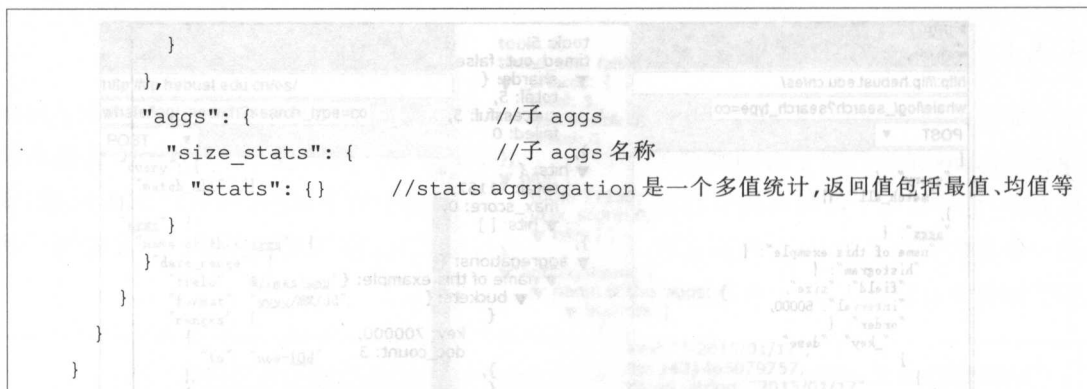 }
},
"aggs": { //子 aggs
"size_stats": { //子 aggs 名称
"stats": {} //stats aggregation 是一个多值统计,返回值包括最值、均值等
}
}
}
}
}